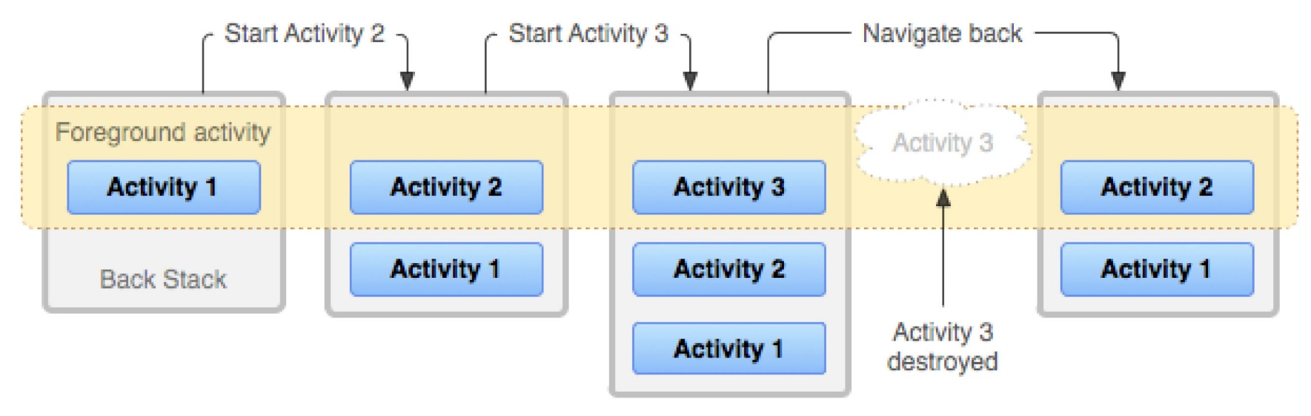 Start Activity 2
Start Activity 3
Navigate back
Foreground activity
Activity 1
Back Stack
Activity 2
Activity 1
Activity 3
Activity 2
Activity 1
Activity 3
Activity 3
destroyed
Activity 2
Activity 1